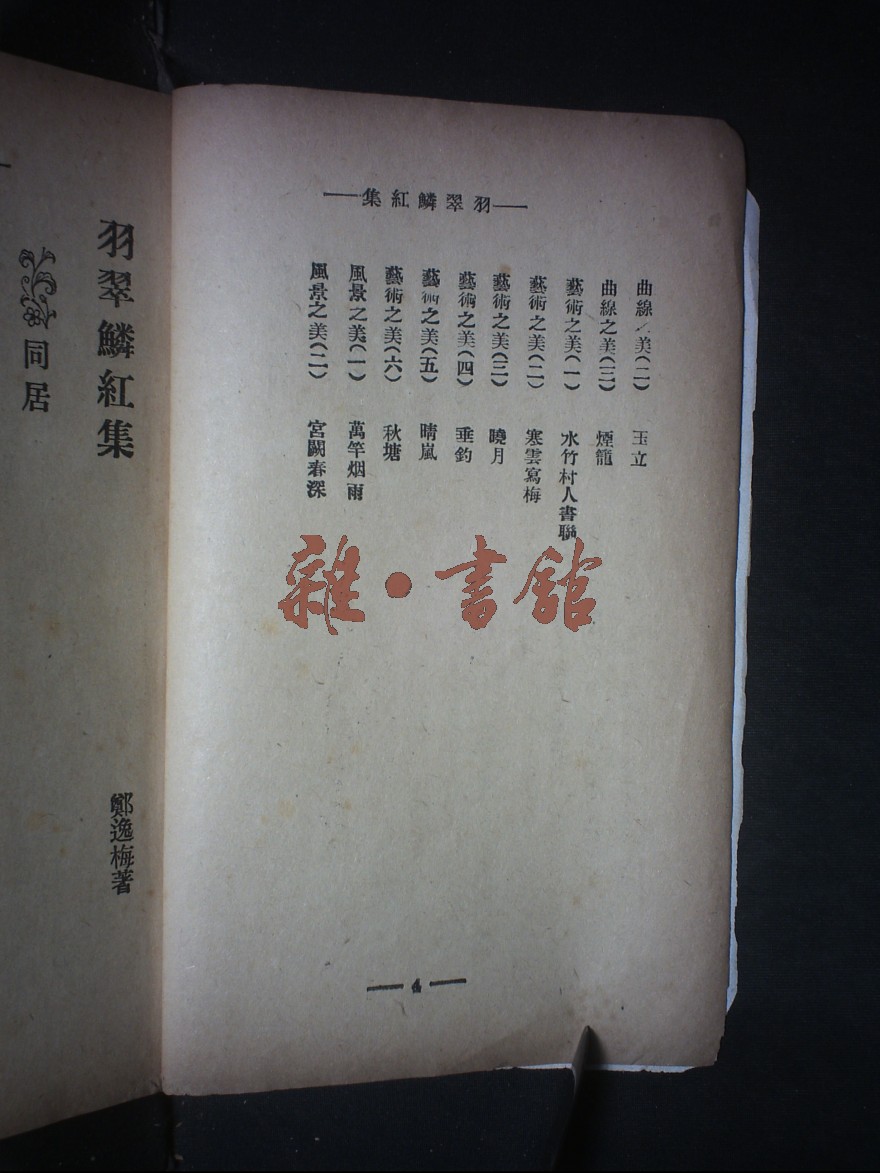 羽翠鱗紅集
曲線之美(二) 玉立
曲線之美(三) 煙籠
藝術之美(一) 水竹村人書聯
藝術之美(二) 寒雲寫梅
藝術之美(三) 曉月
藝術之美(四) 垂釣
藝術之美(五) 晴嵐
藝術之美(六) 秋塘
風景之美(一) 萬竿烟雨
風景之美(二) 宮闕春深
4
雜·書館
羽翠鱗紅集
鄭逸梅著
同居